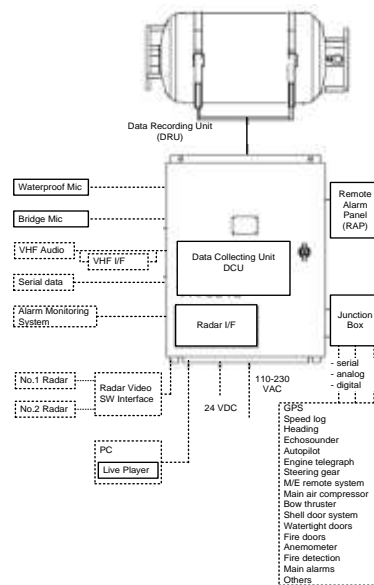 Data Recording Unit
(DRU)
Waterproof Mic
Bridge Mic
VHF Audio
VHF I/F
Serial data
Alarm Monitoring
System
Data Collecting Unit
DCU
Radar I/F
Remote
Alarm
Panel
(RAP)
Junction
Box
- serial
- analog
- digital
No.1 Radar
No.2 Radar
Radar Video
SW Interface
24 VDC
110-230
VAC
PC
Live Player
GPS
Speed log
Heading
Echosounder
Autopilot
Engine telegraph
Steering gear
M/E remote system
Main air compressor
Bow thruster
Shell door system
Watertight doors
Fire doors
Anemometer
Fire detection
Main alarms
Others